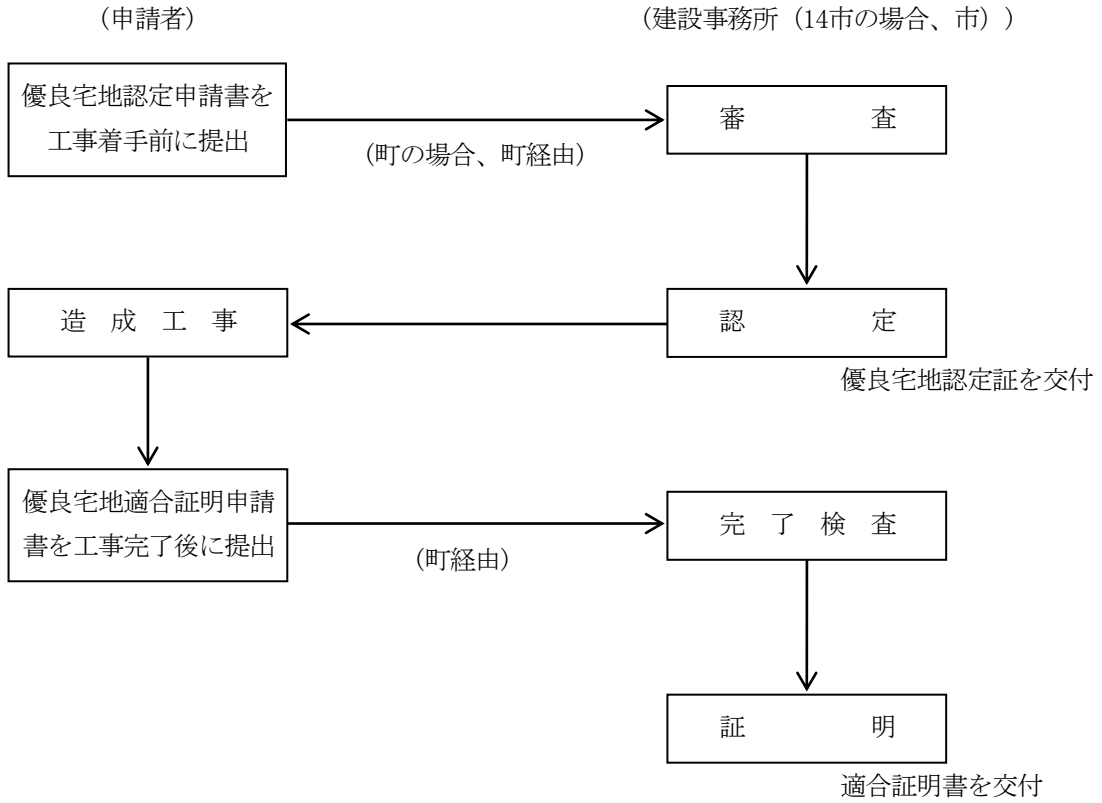 （申請者）
（建設事務所（14市の場合、市））
優良宅地認定申請書を
工事着手前に提出
（町の場合、町経由）
審査
造成工事
認定
優良宅地認定証を交付
優良宅地適合証明申請
書を工事完了後に提出
（町経由）
完了検査
証明
適合証明書を交付